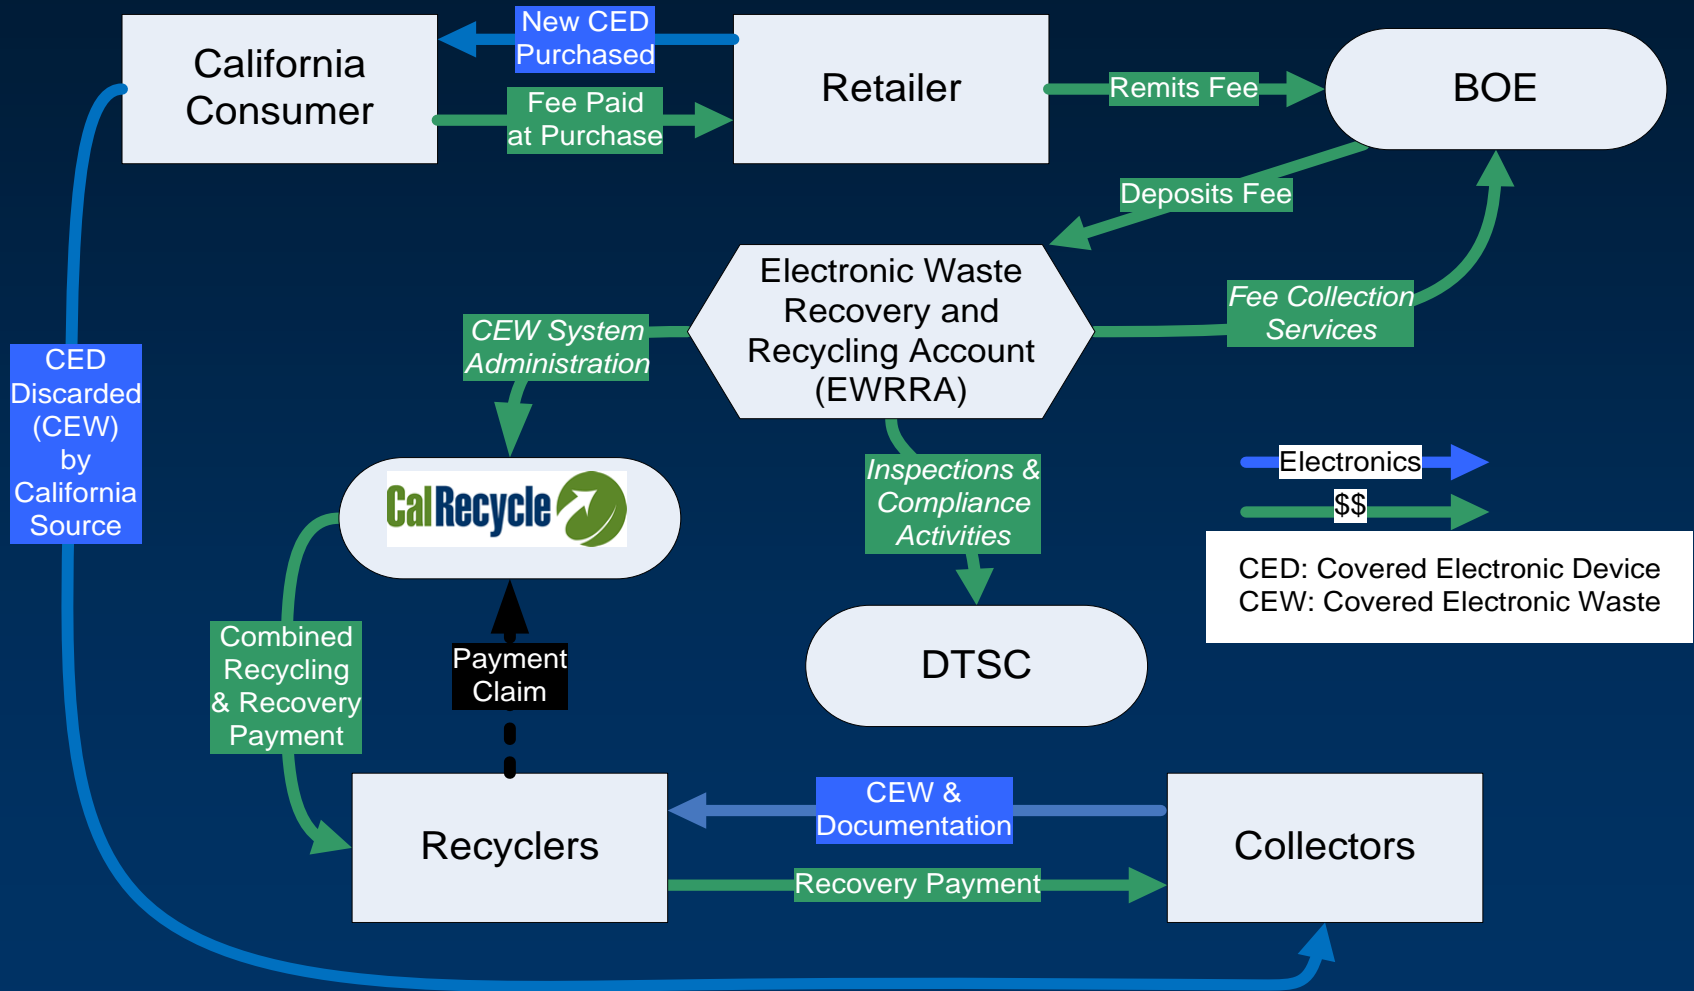 New CED
Purchased
California
Consumer
Fee Paid
at Purchase
Retailer
Remits Fee
BOE
Deposits Fee
Electronic Waste
Recovery and
Recycling Account
(EWRRA)
Fee Collection
Services
CEW System
Administration
CED
Discarded
(CEW)
by
California
Source
CalRecycle
Inspections &
Compliance
Activities
Electronics
$$
CED: Covered Electronic Device
CEW: Covered Electronic Waste
Combined
Recycling
& Recovery
Payment
Payment
Claim
DTSC
Recyclers
CEW &
Documentation
Recovery Payment
Collectors